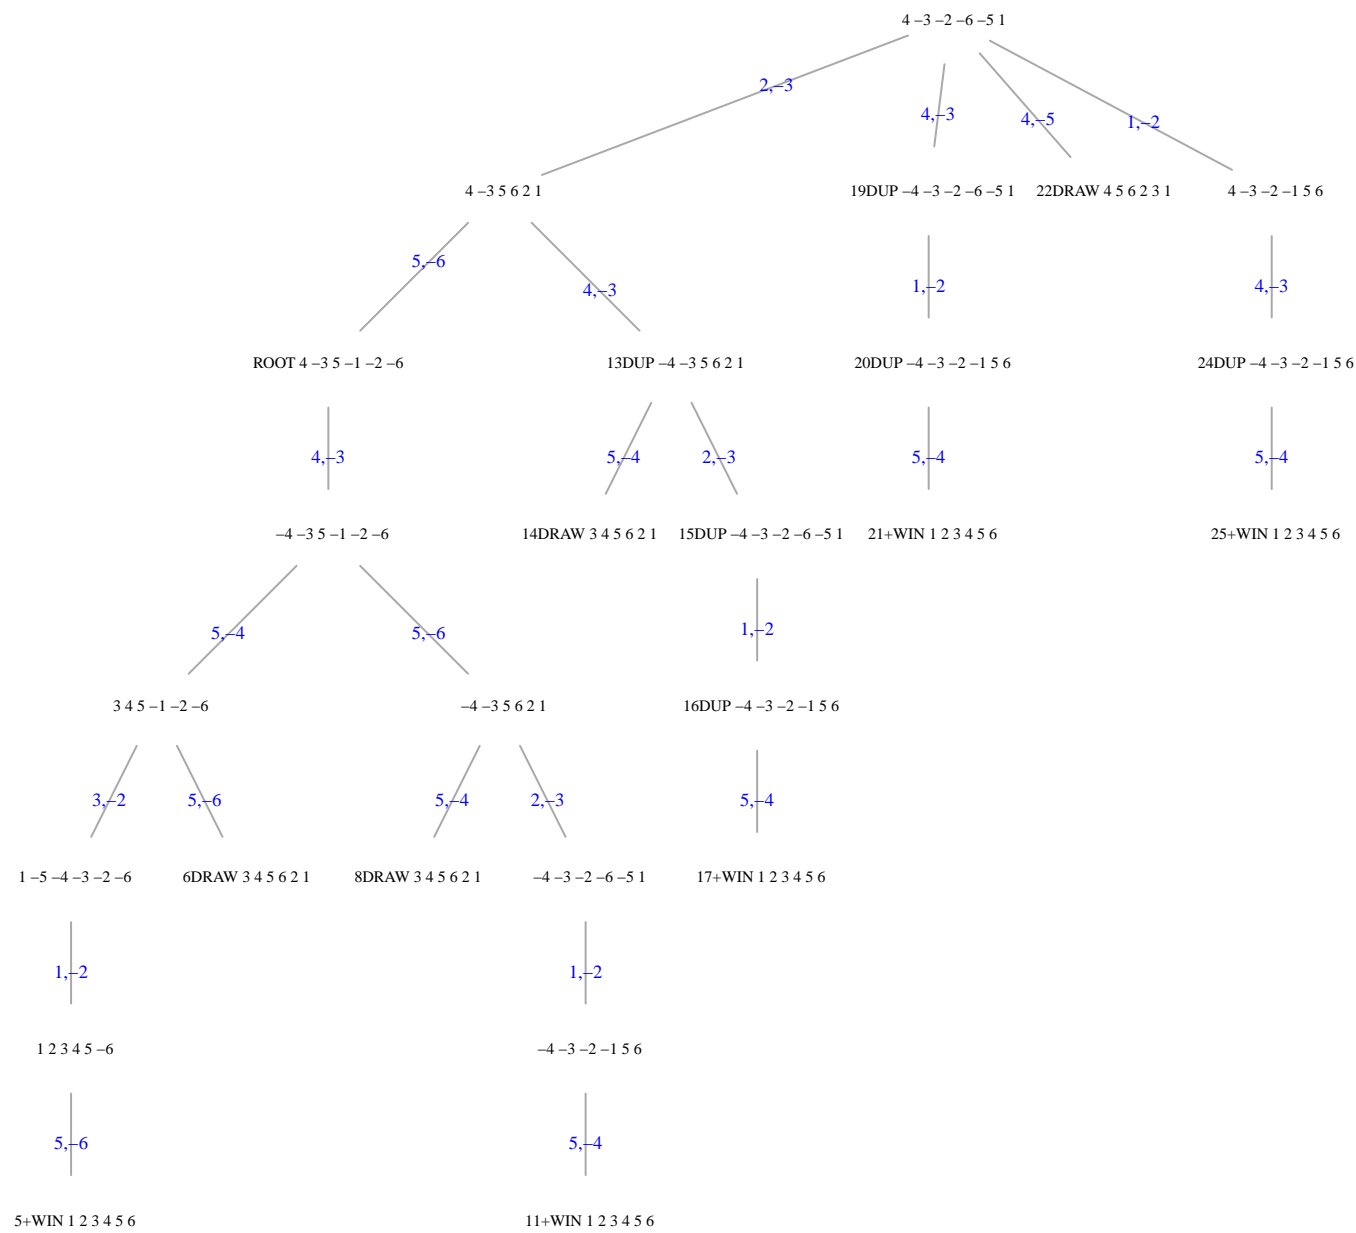 4 –3 –2 –6 –5 1
2,–3
4,–3
4,–5
1,–2
4 –3 5 6 2 1
19DUP –4 –3 –2 –6 –5 1
22DRAW 4 5 6 2 3 1
4 –3 –2 –1 5 6
5,–6
4,–3
1,–2
4,–3
ROOT 4 –3 5 –1 –2 –6
13DUP –4 –3 5 6 2 1
20DUP –4 –3 –2 –1 5 6
24DUP –4 –3 –2 –1 5 6
4,–3
5,–4
2,–3
5,–4
5,–4
–4 –3 5 –1 –2 –6
14DRAW 3 4 5 6 2 1
15DUP –4 –3 –2 –6 –5 1
21+WIN 1 2 3 4 5 6
25+WIN 1 2 3 4 5 6
5,–4
5,–6
1,–2
3 4 5 –1 –2 –6
–4 –3 5 6 2 1
16DUP –4 –3 –2 –1 5 6
3,–2
5,–6
5,–4
2,–3
5,–4
1 –5 –4 –3 –2 –6
6DRAW 3 4 5 6 2 1
8DRAW 3 4 5 6 2 1
–4 –3 –2 –6 –5 1
17+WIN 1 2 3 4 5 6
1,–2
1,–2
1 2 3 4 5 –6
–4 –3 –2 –1 5 6
5,–6
5,–4
5+WIN 1 2 3 4 5 6
11+WIN 1 2 3 4 5 6